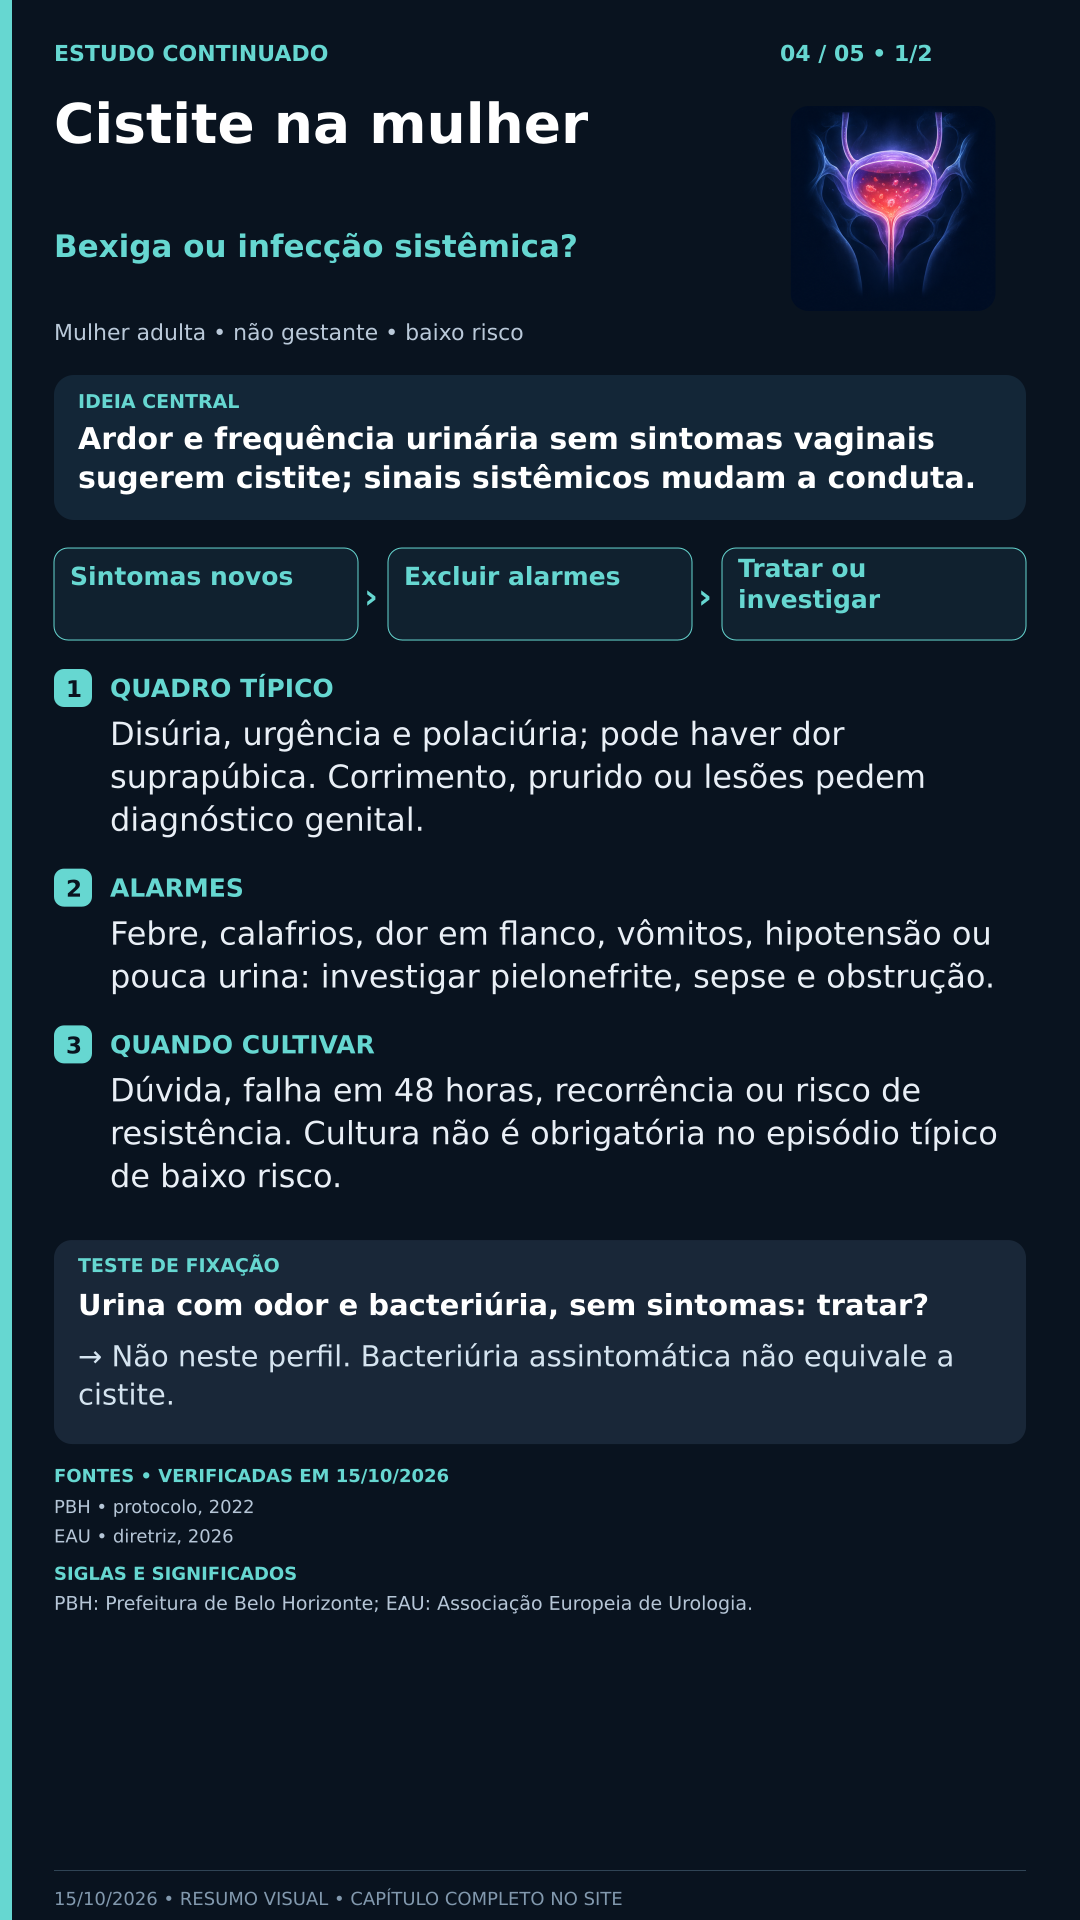 ESTUDO CONTINUADO
04 / 05 • 1/2
Cistite na mulher
Bexiga ou infecção sistêmica?
Mulher adulta • não gestante • baixo risco
IDEIA CENTRAL
Ardor e frequência urinária sem sintomas vaginais
sugerem cistite; sinais sistêmicos mudam a conduta.
Sintomas novos
›
Excluir alarmes
›
Tratar ou
investigar
1 QUADRO TÍPICO
Disúria, urgência e polaciúria; pode haver dor
suprapúbica. Corrimento, prurido ou lesões pedem
diagnóstico genital.
2 ALARMES
Febre, calafrios, dor em flanco, vômitos, hipotensão ou
pouca urina: investigar pielonefrite, sepse e obstrução.
3 QUANDO CULTIVAR
Dúvida, falha em 48 horas, recorrência ou risco de
resistência. Cultura não é obrigatória no episódio típico
de baixo risco.
TESTE DE FIXAÇÃO
Urina com odor e bacteriúria, sem sintomas: tratar?
→ Não neste perfil. Bacteriúria assintomática não equivale a
cistite.
FONTES • VERIFICADAS EM 15/10/2026
PBH • protocolo, 2022
EAU • diretriz, 2026
SIGLAS E SIGNIFICADOS
PBH: Prefeitura de Belo Horizonte; EAU: Associação Europeia de Urologia.
15/10/2026 • RESUMO VISUAL • CAPÍTULO COMPLETO NO SITE